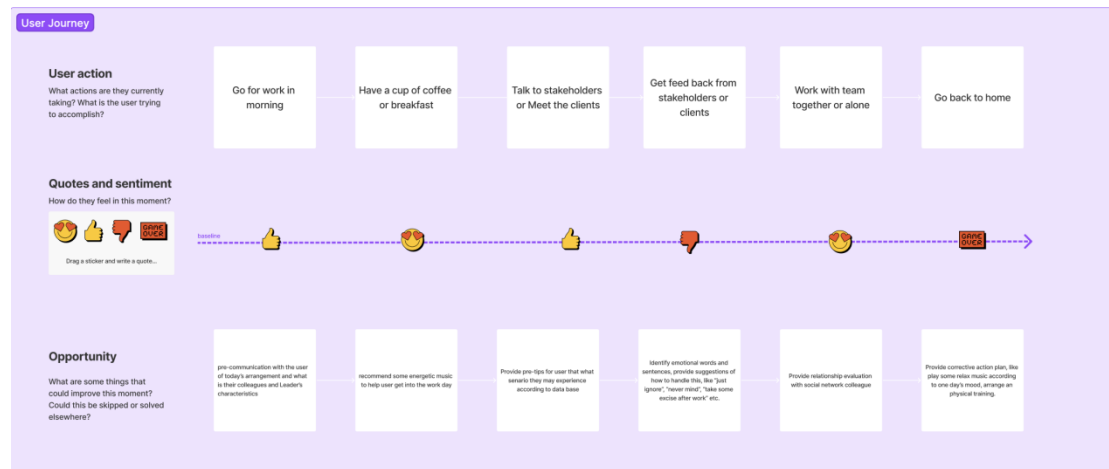 User Journey
User action
What actions are they currently
taking? What is the user trying
to accomplish?
Go for work in
morning
Have a cup of coffee
or breakfast
Talk to stakeholders
or Meet the clients
Get feed back from
stakeholders or
clients
Work with team
together or alone
Go back to home
Quotes and sentiment
How do they feel in this moment?
GAME
OVER
Drag a sticker and write a quote...
baseline
GAME
OVER
Opportunity
What are some things that
could improve this moment?
Could this be skipped or solved
elsewhere?
pre-communication with the user
of today's arrangement and what
is their colleagues and Leader's
characteristics
recommend some energetic music
to help user get into the work day
Provide pre-tips for user that what
senario they may experience
according to data base
Identify emotional words and
sentences, provide suggestions of
how to handle this, like "just
ignore", "never mind", "take some
excise after work" etc.
Provide relationship evaluation
with social network colleague
Provide corrective action plan, like
play some relax music according
to one day's mood, arrange an
physical training.